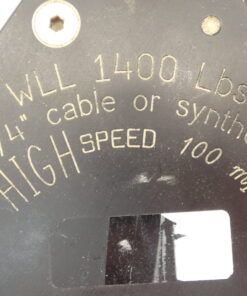 WLL 1400 Lbs
/4" cable or synthe
HIGH SPEED 100